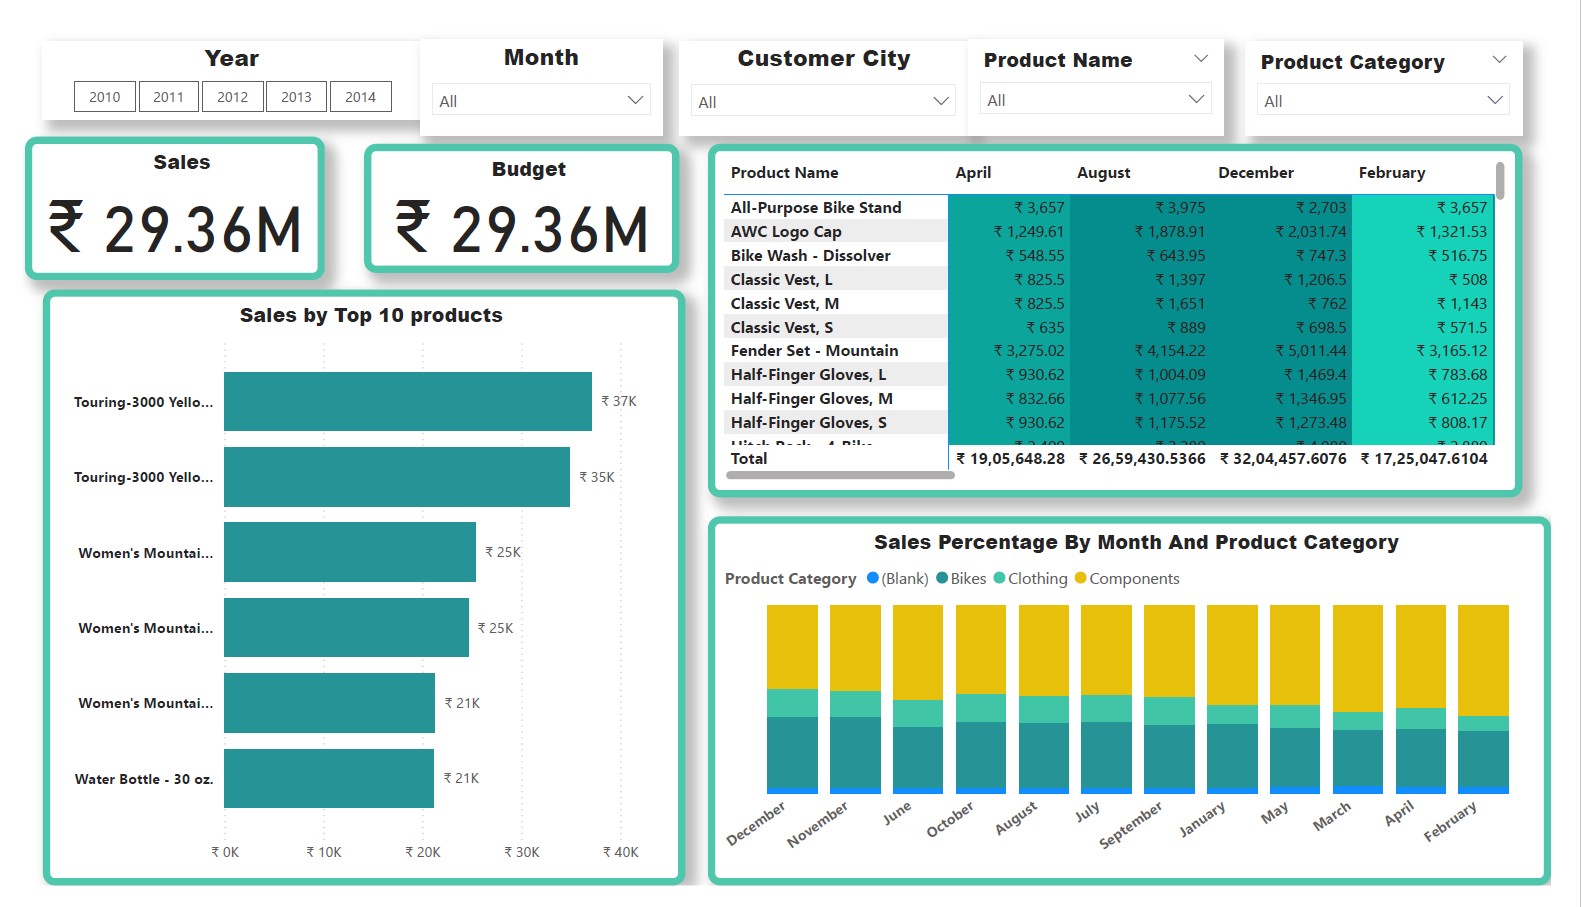 Year
2010 2011 2012 2013 2014
Month
All
Customer City
All
Product Name
All
Product Category
All
Sales
₹ 29.36M
Budget
₹ 29.36M
Product Name April August December February
All-Purpose Bike Stand ₹ 3,657 ₹ 3,975 ₹ 2,703 ₹ 3,657
AWC Logo Cap ₹ 1,249.61 ₹ 1,878.91 ₹ 2,031.74 ₹ 1,321.53
Bike Wash - Dissolver ₹ 548.55 ₹ 643.95 ₹ 747.3 ₹ 516.75
Classic Vest, L ₹ 825.5 ₹ 1,397 ₹ 1,206.5 ₹ 508
Classic Vest, M ₹ 825.5 ₹ 1,651 ₹ 762 ₹ 1,143
Classic Vest, S ₹ 635 ₹ 889 ₹ 698.5 ₹ 571.5
Fender Set - Mountain ₹ 3,275.02 ₹ 4,154.22 ₹ 5,011.44 ₹ 3,165.12
Half-Finger Gloves, L ₹ 930.62 ₹ 1,004.09 ₹ 1,469.4 ₹ 783.68
Half-Finger Gloves, M ₹ 832.66 ₹ 1,077.56 ₹ 1,346.95 ₹ 612.25
Half-Finger Gloves, S ₹ 930.62 ₹ 1,175.52 ₹ 1,273.48 ₹ 808.17
Total ₹ 19,05,648.28 ₹ 26,59,430.5366 ₹ 32,04,457.6076 ₹ 17,25,047.6104
Sales by Top 10 products
Touring-3000 Yello... ₹ 37K
Touring-3000 Yello... ₹ 35K
Women's Mountai... ₹ 25K
Women's Mountai... ₹ 25K
Women's Mountai... ₹ 21K
Water Bottle - 30 oz. ₹ 21K
₹ 0K ₹ 10K ₹ 20K ₹ 30K ₹ 40K
Sales Percentage By Month And Product Category
Product Category (Blank) Bikes Clothing Components
December November June October August July September January May March April February